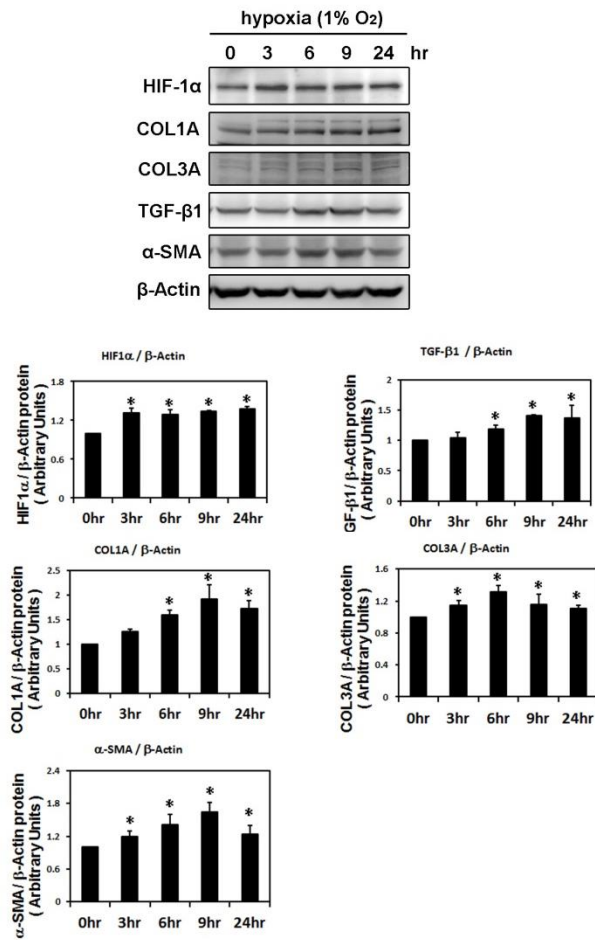 hypoxia (1% O₂)
0 3 6 9 24 hr
HIF-1α
COL1A
COL3A
TGF-β1
α-SMA
β-Actin
HIF1α / β-Actin
HIF1α / β-Actin protein
( Arbitrary Units )
1.8
1.2
0.6
0
* * * *
0hr 3hr 6hr 9hr 24hr
TGF-β1 / β-Actin
GF-β1/ β-Actin protein
( Arbitrary Units )
2
1.5
1
0.5
0
* * *
0hr 3hr 6hr 9hr 24hr
COL1A / β-Actin
COL1A / β-Actin protein
( Arbitrary Units )
2.5
2
1.5
1
0.5
0
* * *
0hr 3hr 6hr 9hr 24hr
COL3A / β-Actin
COL3A / β-Actin protein
( Arbitrary Units )
1.6
1.2
0.8
0.4
0
* * * *
0hr 3hr 6hr 9hr 24hr
α-SMA / β-Actin
α-SMA/ β-Actin protein
( Arbitrary Units )
2.4
1.8
1.2
0.6
0
* * * *
0hr 3hr 6hr 9hr 24hr